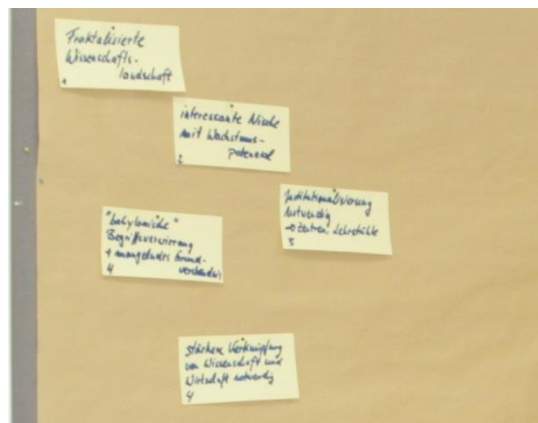 Fraktalisierte
Wissenschafts-
landschaft
interessante Nische
mit Wachstums-
potenzial
2
Institutionalisierung
notwendig
Zentren, Lehrstühle
3
"babylonische"
Begriffsverwirrung
+ mangelndes Grund-
verständnis
4
stärkere Verknüpfung
von Wissenschaft und
Wirtschaft notwendig
4